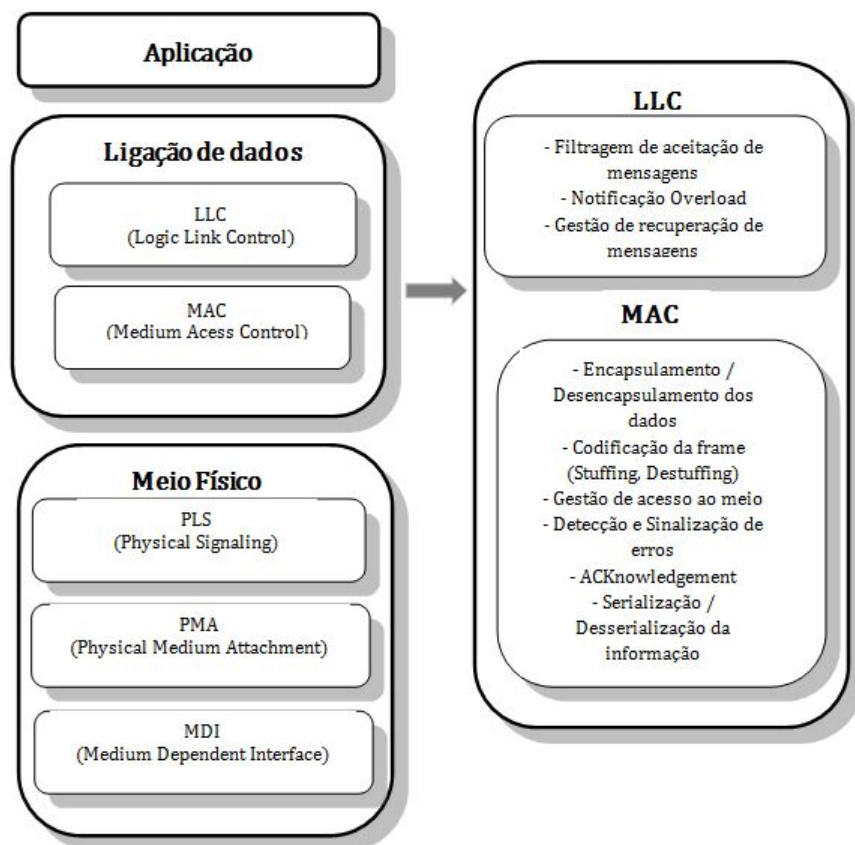 Aplicação
Ligação de dados
LLC
(Logic Link Control)
MAC
(Medium Acess Control)
Meio Físico
PLS
(Physical Signaling)
PMA
(Physical Medium Attachment)
MDI
(Medium Dependent Interface)
LLC
- Filtragem de aceitação de
mensagens
- Notificação Overload
- Gestão de recuperação de
mensagens
MAC
- Encapsulamento /
Desencapsulamento dos
dados
- Codificação da frame
(Stuffing, Destuffing)
- Gestão de acesso ao meio
- Detecção e Sinalização de
erros
- ACKnowledgement
- Serialização /
Desserialização da
informação